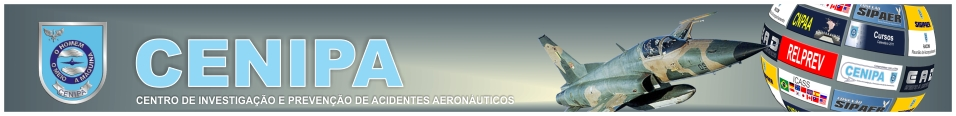 O HOMEM
O MEIO A MÁQUINA
CENIPA
CENIPA
CENTRO DE INVESTIGAÇÃO E PREVENÇÃO DE ACIDENTES AERONÁUTICOS
CNPAA
SIPAER
Cursos
RELPREV
CENIPA
ICASS
SIPAER